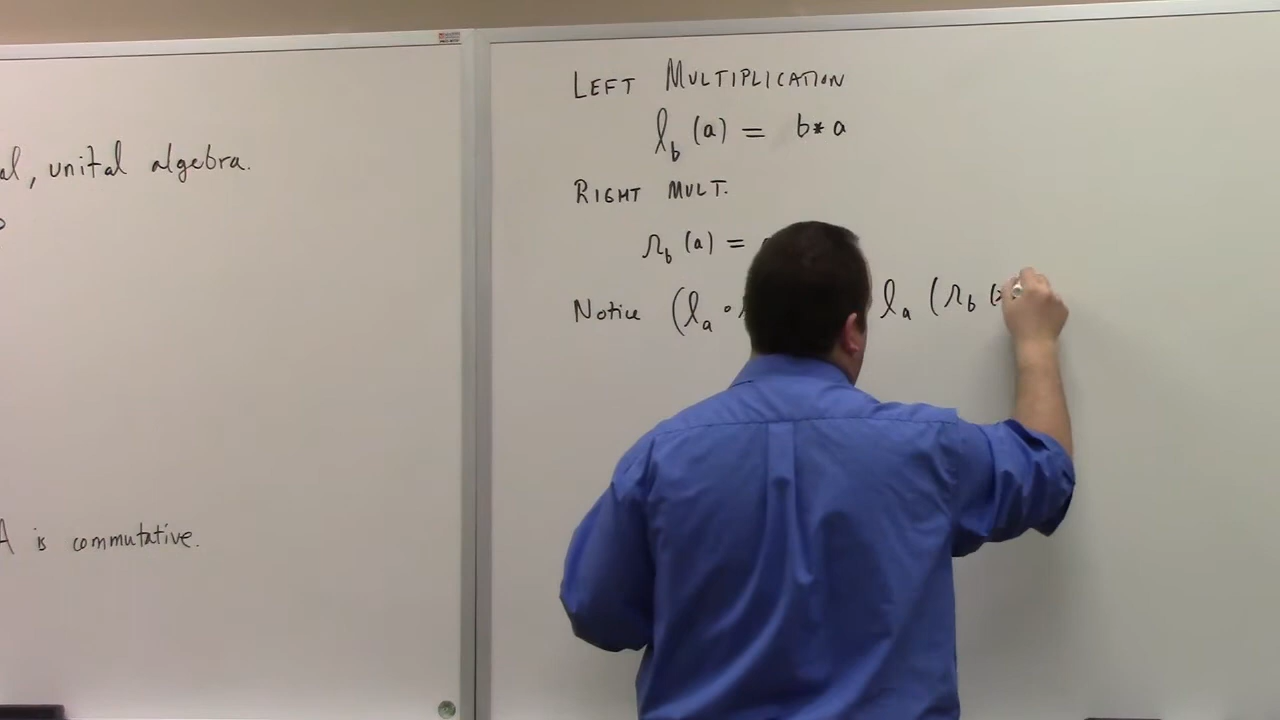 al, unital algebra.
A is commutative.
LEFT MULTIPLICATION
l_b (a) = b * a
RIGHT MULT.
r_b (a) =
Notice (l_a ∘ l_a (r_b (